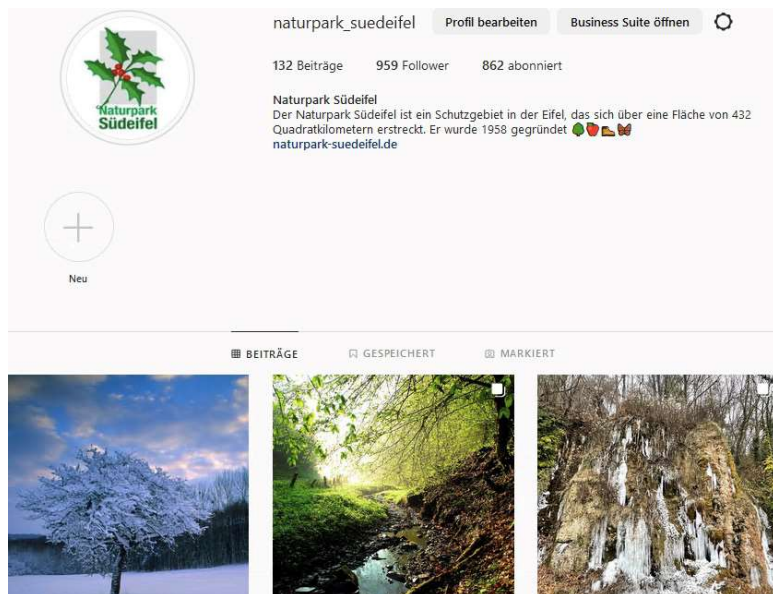 naturpark_suedeifel Profil bearbeiten Business Suite öffnen
132 Beiträge 959 Follower 862 abonniert
Naturpark Südeifel
Der Naturpark Südeifel ist ein Schutzgebiet in der Eifel, das sich über eine Fläche von 432
Quadratkilometern erstreckt. Er wurde 1958 gegründet 🌳🍎🥾🦋
naturpark-suedeifel.de
Naturpark
Südeifel
Neu
BEITRÄGE GESPEICHERT MARKIERT